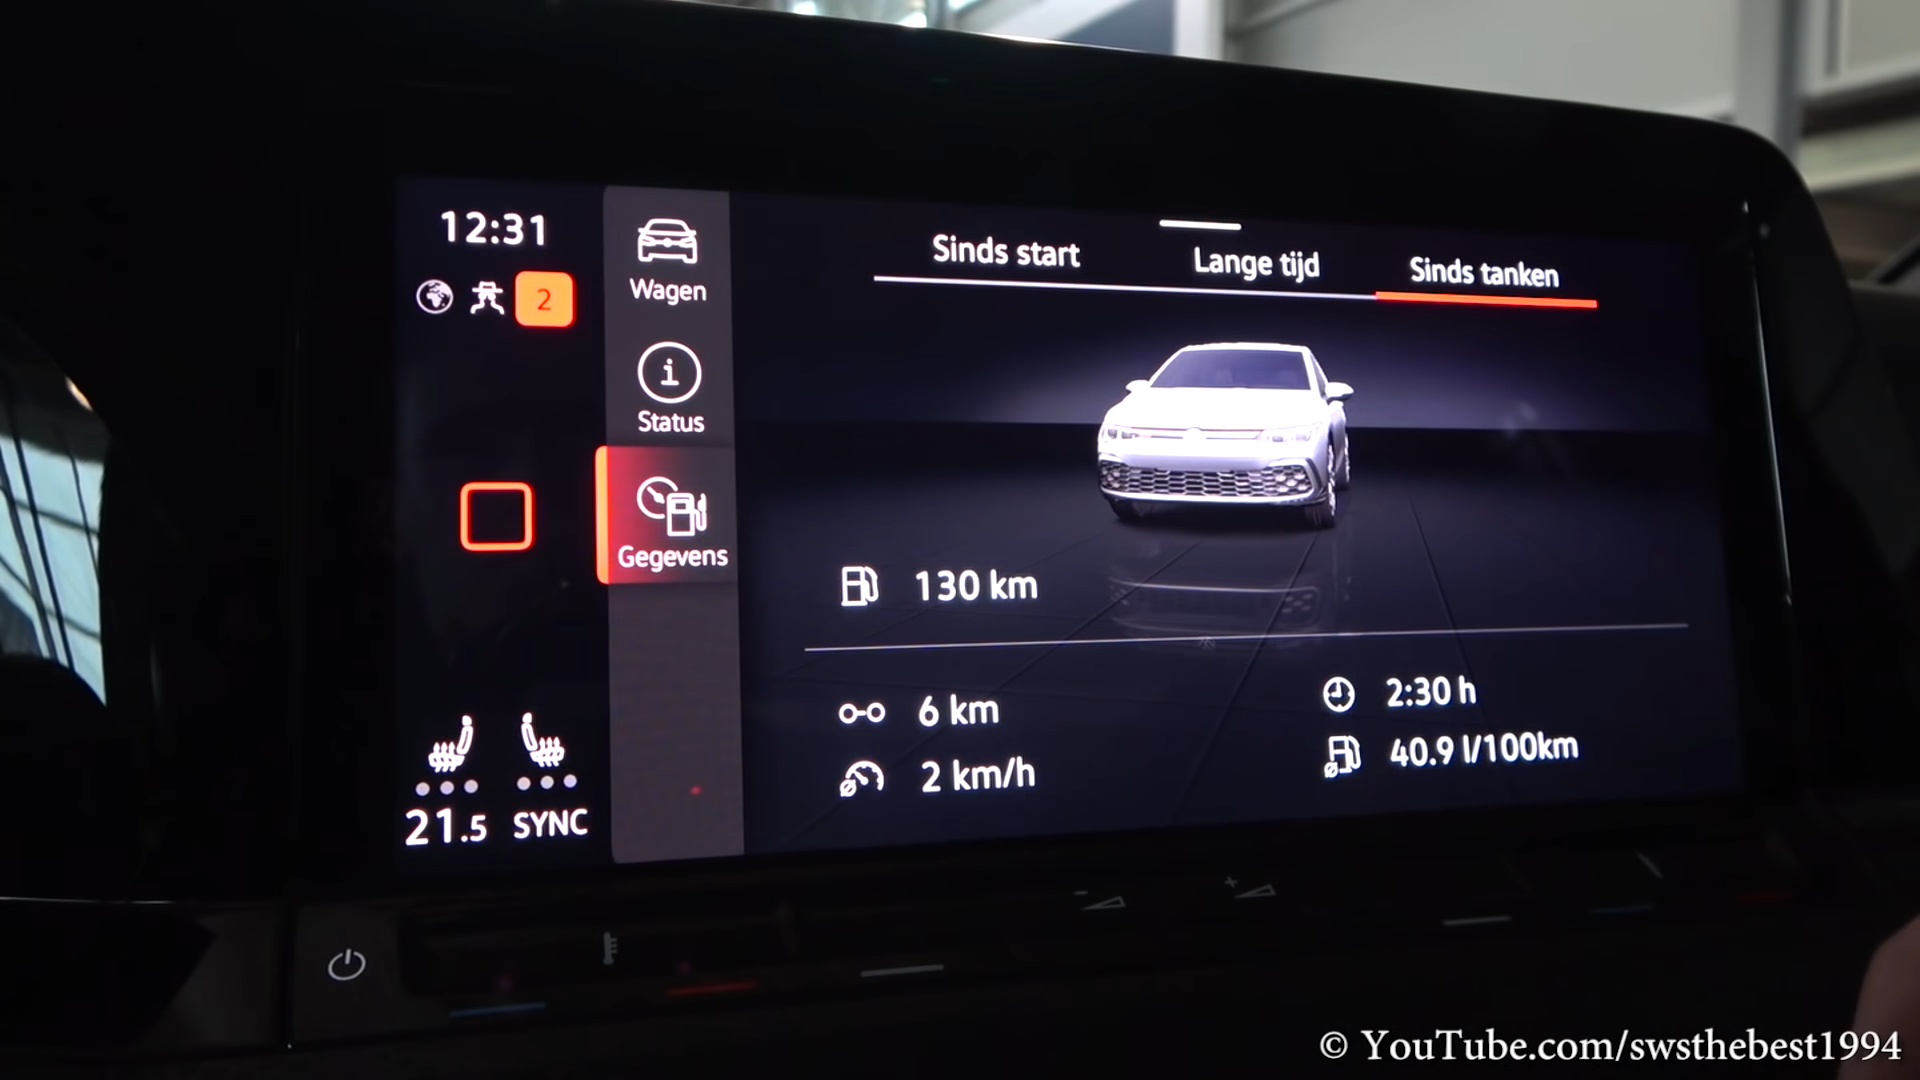 12:31
2
Wagen
Status
Gegevens
21.5 SYNC
Sinds start
Lange tijd
Sinds tanken
130 km
6 km
2:30 h
2 km/h
40.9 l/100km
© YouTube.com/swsthebest1994